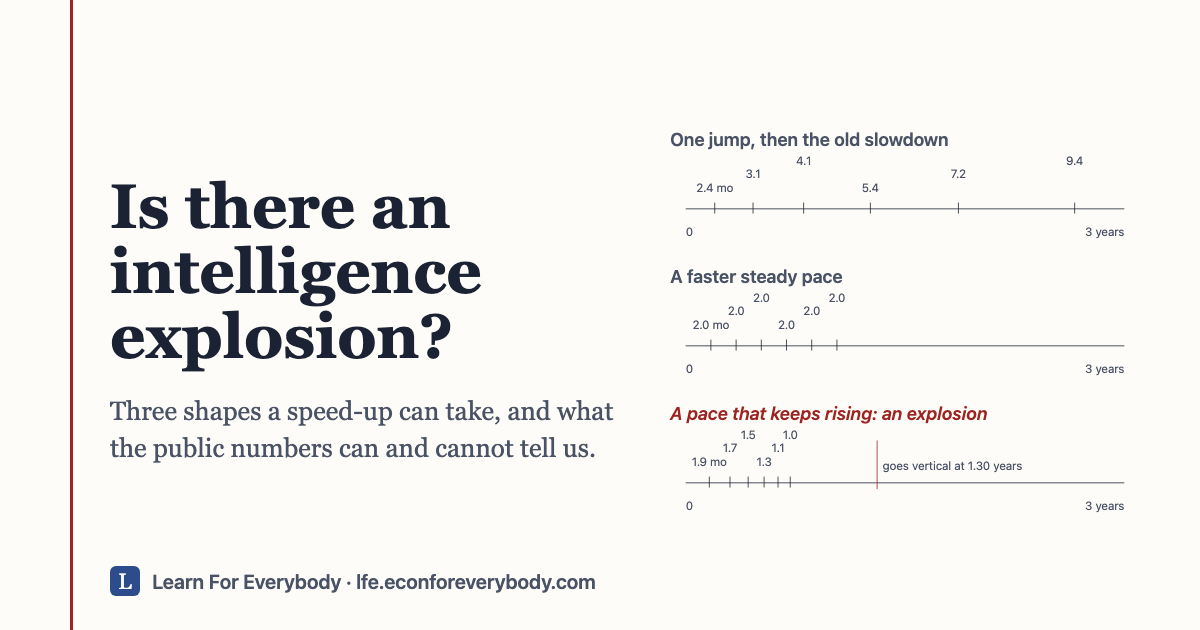 Is there an
intelligence
explosion?
Three shapes a speed-up can take, and what
the public numbers can and cannot tell us.
L Learn For Everybody · lfe.econforeverybody.com
One jump, then the old slowdown
2.4 mo 3.1 4.1 5.4 7.2 9.4
0 3 years
A faster steady pace
2.0 mo 2.0 2.0 2.0 2.0 2.0
0 3 years
A pace that keeps rising: an explosion
1.9 mo 1.7 1.5 1.3 1.1 1.0
goes vertical at 1.30 years
0 3 years